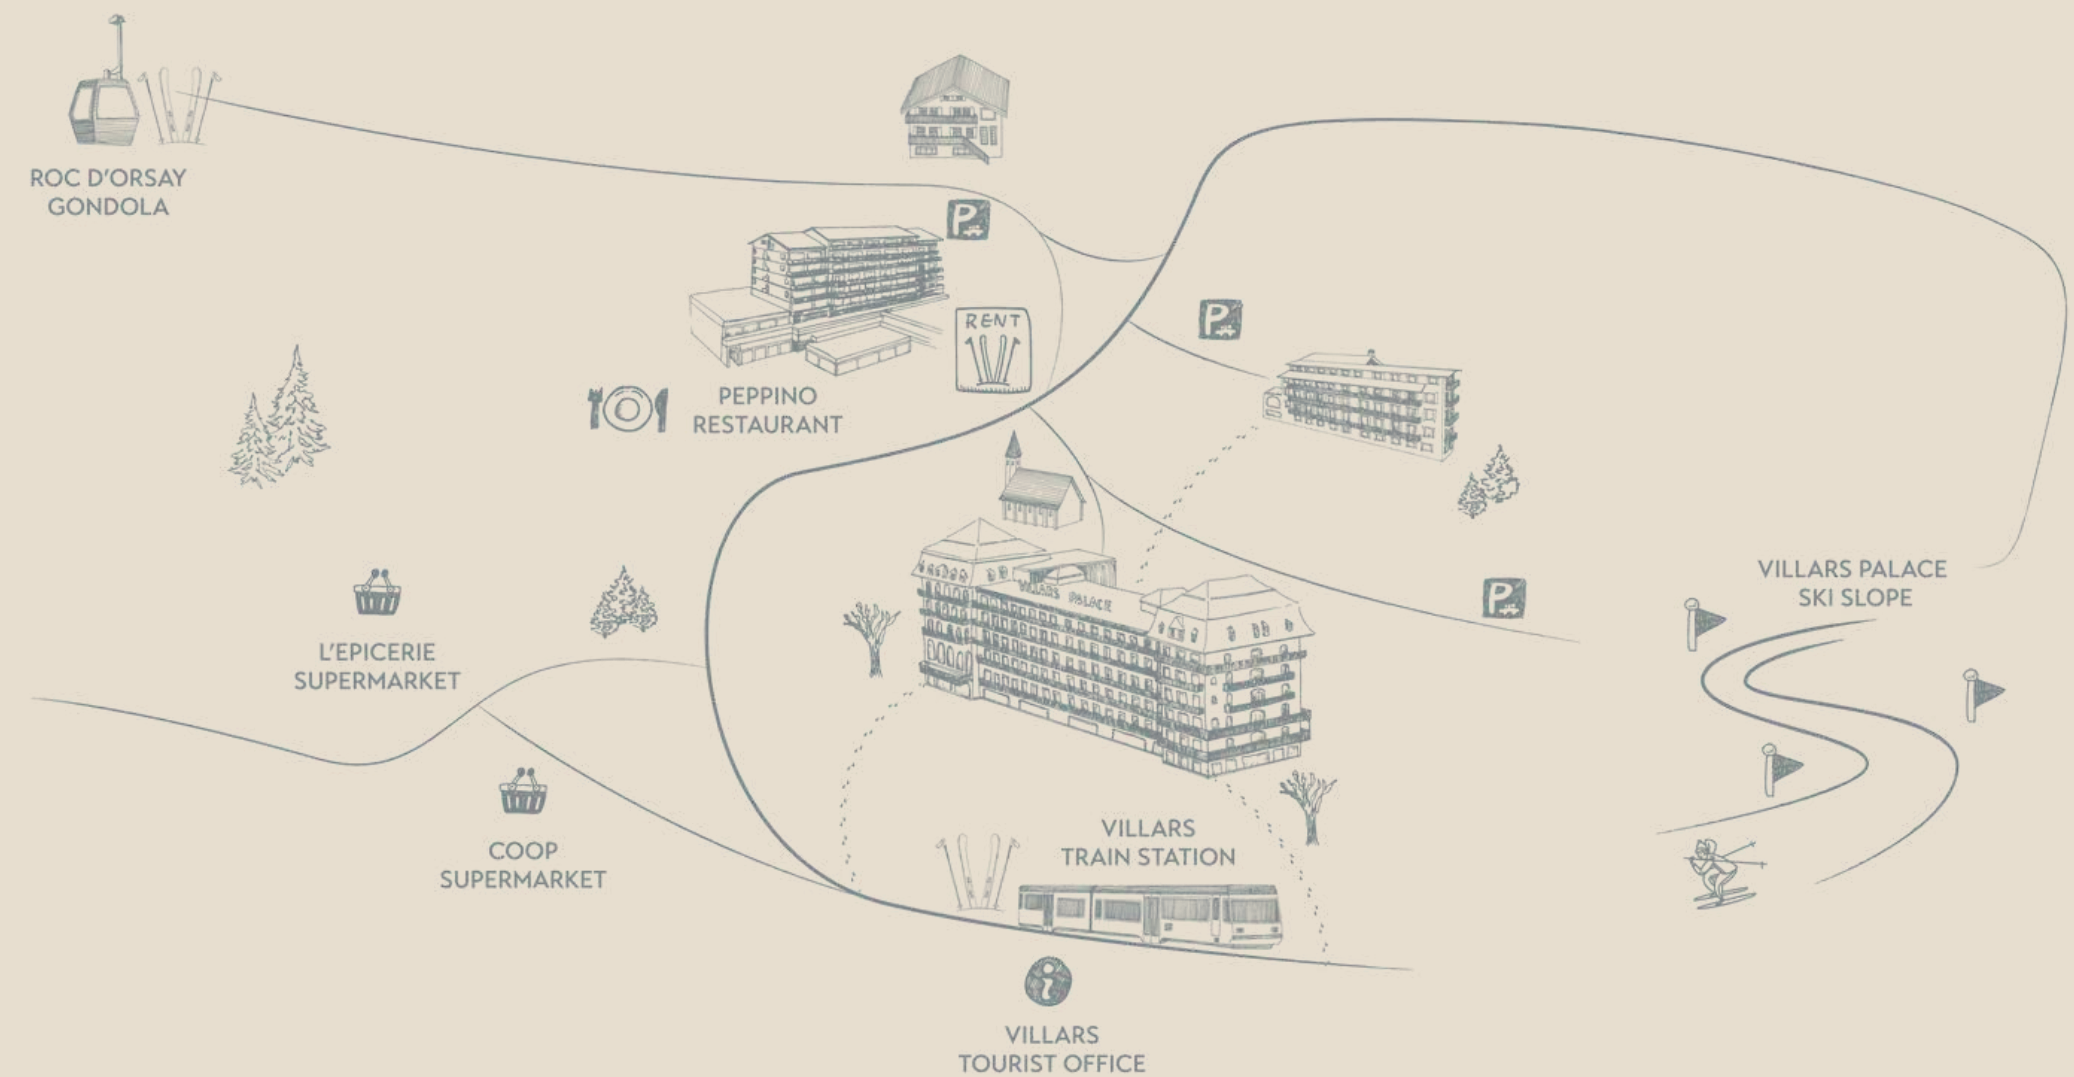 ROC D'ORSAY
GONDOLA
P
RENT
P
PEPPINO
RESTAURANT
VILLARS PALACE
VILLARS PALACE
SKI SLOPE
P
L'EPICERIE
SUPERMARKET
COOP
SUPERMARKET
VILLARS
TRAIN STATION
i
VILLARS
TOURIST OFFICE